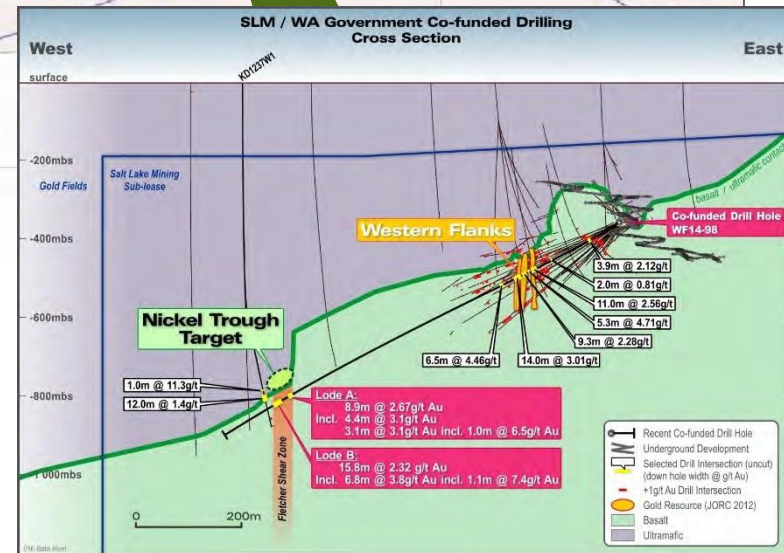 SLM / WA Government Co-funded Drilling
Cross Section
West
East
KD1237W1
surface
-200mbs
Gold Fields
Salt Lake Mining
Sub-lease
basalt / ultramafic contact
Western Flanks
Co-funded Drill Hole
WF14-98
-400mbs
3.9m @ 2.12g/t
2.0m @ 0.81g/t
11.0m @ 2.56g/t
5.3m @ 4.71g/t
9.3m @ 2.28g/t
-600mbs
Nickel Trough
Target
6.5m @ 4.46g/t
14.0m @ 3.01g/t
1.0m @ 11.3g/t
12.0m @ 1.4g/t
-800mbs
Lode A:
8.9m @ 2.67g/t Au
Incl. 4.4m @ 3.1g/t Au
3.1m @ 3.1g/t Au incl. 1.0m @ 6.5g/t Au
Lode B:
15.8m @ 2.32 g/t Au
Incl. 6.8m @ 3.8g/t Au incl. 1.1m @ 7.4g/t Au
Fletcher Shear Zone
000mbs
0 200m
Recent Co-funded Drill Hole
Underground Development
Selected Drill Intersection (uncut)
(down hole width @ g/t Au)
+1g/t Au Drill Intersection
Gold Resource (JORC 2012)
Basalt
Ultramafic